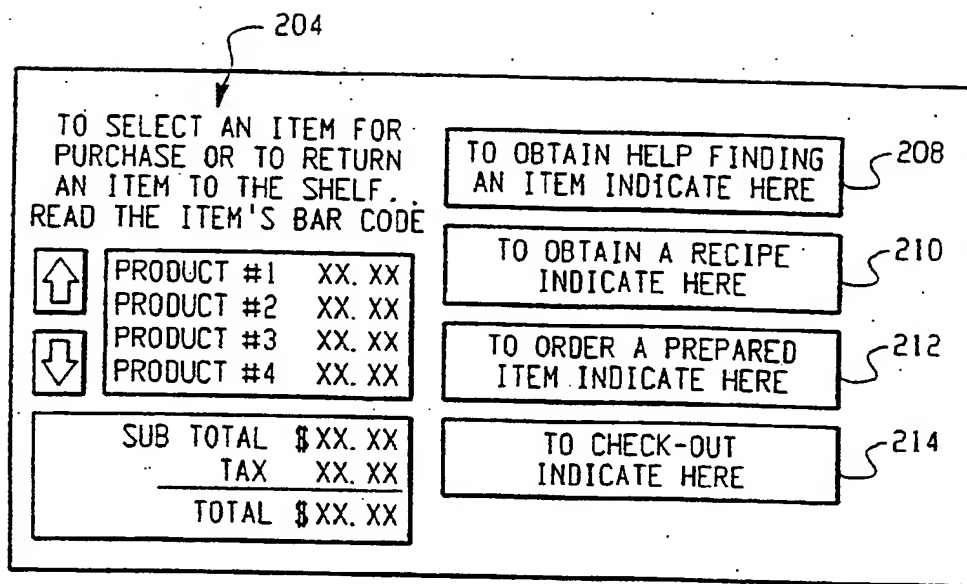 204
TO SELECT AN ITEM FOR
PURCHASE OR TO RETURN
AN ITEM TO THE SHELF..
READ THE ITEM'S BAR CODE
PRODUCT #1 XX.XX
PRODUCT #2 XX.XX
PRODUCT #3 XX.XX
PRODUCT #4 XX.XX
SUB TOTAL $XX.XX
TAX XX.XX
TOTAL $XX.XX
TO OBTAIN HELP FINDING
AN ITEM INDICATE HERE
208
TO OBTAIN A RECIPE
INDICATE HERE
210
TO ORDER A PREPARED
ITEM INDICATE HERE
212
TO CHECK-OUT
INDICATE HERE
214